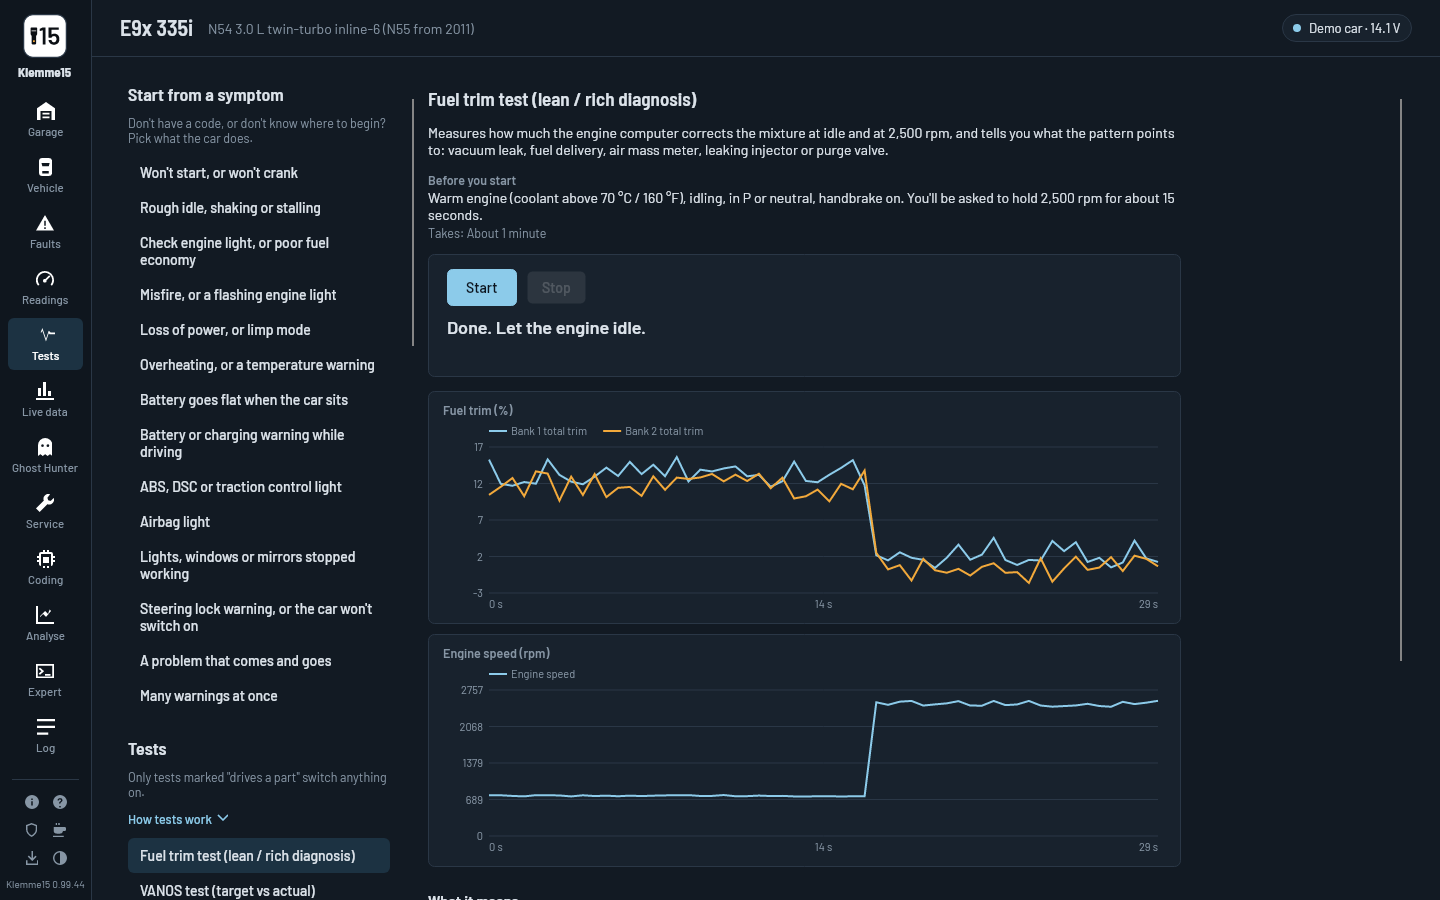 15
Klemme15
Garage
Vehicle
Faults
Readings
Tests
Live data
Ghost Hunter
Service
Coding
Analyse
Expert
Log
Klemme15 0.99.44
E9x 335i
N54 3.0 L twin-turbo inline-6 (N55 from 2011)
Demo car · 14.1 V
Start from a symptom
Don't have a code, or don't know where to begin?
Pick what the car does.
Won't start, or won't crank
Rough idle, shaking or stalling
Check engine light, or poor fuel
economy
Misfire, or a flashing engine light
Loss of power, or limp mode
Overheating, or a temperature warning
Battery goes flat when the car sits
Battery or charging warning while
driving
ABS, DSC or traction control light
Airbag light
Lights, windows or mirrors stopped
working
Steering lock warning, or the car won't
switch on
A problem that comes and goes
Many warnings at once
Tests
Only tests marked "drives a part" switch anything
on.
How tests work
Fuel trim test (lean / rich diagnosis)
VANOS test (target vs actual)
Fuel trim test (lean / rich diagnosis)
Measures how much the engine computer corrects the mixture at idle and at 2,500 rpm, and tells you what the pattern points
to: vacuum leak, fuel delivery, air mass meter, leaking injector or purge valve.
Before you start
Warm engine (coolant above 70 °C / 160 °F), idling, in P or neutral, handbrake on. You'll be asked to hold 2,500 rpm for about 15
seconds.
Takes: About 1 minute
Start
Stop
Done. Let the engine idle.
Fuel trim (%)
Bank 1 total trim
Bank 2 total trim
17
12
7
2
-3
0 s
14 s
29 s
Engine speed (rpm)
Engine speed
2757
2068
1379
689
0
0 s
14 s
29 s
What it means